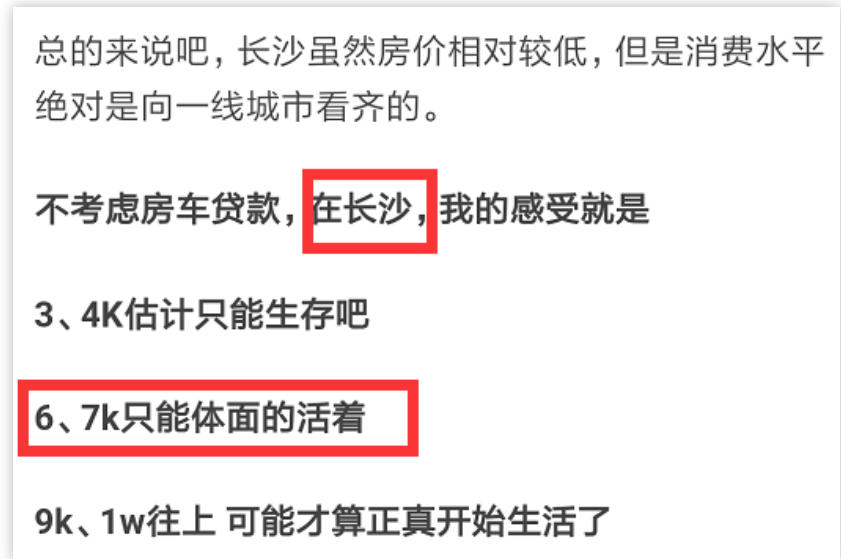 总的来说吧，长沙虽然房价相对较低，但是消费水平
绝对是向一线城市看齐的。
不考虑房车贷款，在长沙，我的感受就是
3、4K估计只能生存吧
6、7k只能体面的活着
9k、1w往上 可能才算正真开始生活了